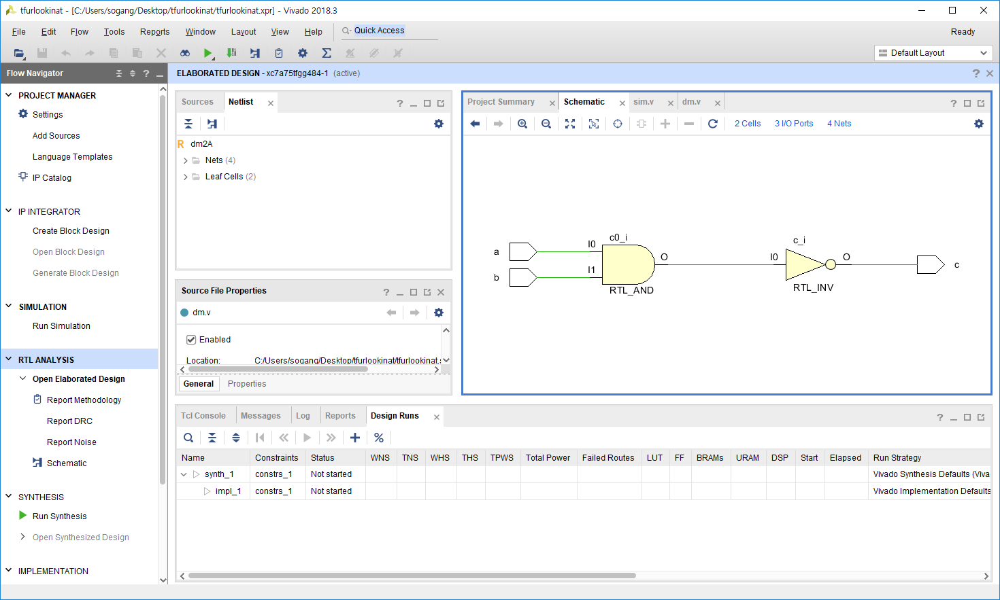 tfurlookinat - [C:/Users/sogang/Desktop/tfurlookinat/tfurlookinat.xpr] - Vivado 2018.3
File Edit Flow Tools Reports Window Layout View Help Quick Access Ready
Default Layout
Flow Navigator
PROJECT MANAGER
Settings
Add Sources
Language Templates
IP Catalog
IP INTEGRATOR
Create Block Design
Open Block Design
Generate Block Design
SIMULATION
Run Simulation
RTL ANALYSIS
Open Elaborated Design
Report Methodology
Report DRC
Report Noise
Schematic
SYNTHESIS
Run Synthesis
Open Synthesized Design
IMPLEMENTATION
ELABORATED DESIGN - xc7a75tfgg484-1 (active)
Sources Netlist
R dm2A
Nets (4)
Leaf Cells (2)
Source File Properties
dm.v
Enabled
Location: C:/Users/sogang/Desktop/tfurlookinat/tfurlookinat.s
General Properties
Project Summary Schematic sim.v dm.v
2 Cells 3 I/O Ports 4 Nets
c0_i
a I0
b I1
O
RTL_AND
c_i
I0 O
RTL_INV
c
Tcl Console Messages Log Reports Design Runs
Name Constraints Status WNS TNS WHS THS TPWS Total Power Failed Routes LUT FF BRAMs URAM DSP Start Elapsed Run Strategy
synth_1 constrs_1 Not started Vivado Synthesis Defaults (Viva
impl_1 constrs_1 Not started Vivado Implementation Defaults